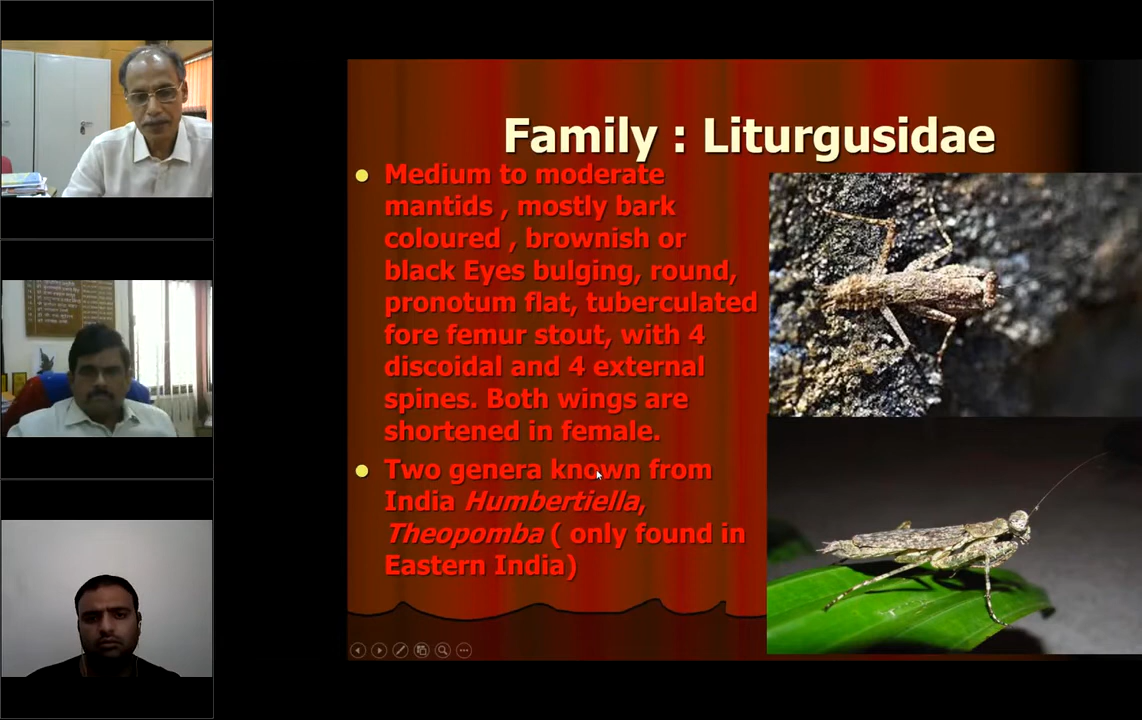 Family : Liturgusidae
Medium to moderate
mantids , mostly bark
coloured , brownish or
black Eyes bulging, round,
pronotum flat, tuberculated
fore femur stout, with 4
discoidal and 4 external
spines. Both wings are
shortened in female.
Two genera known from
India Humbertiella,
Theopomba ( only found in
Eastern India)